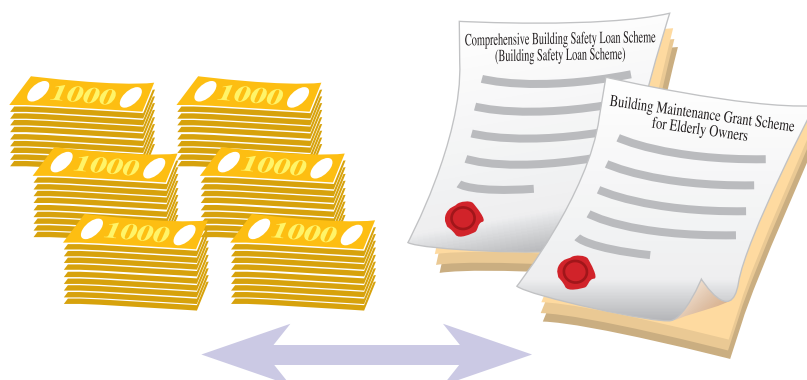 1000
1000
1000
1000
1000
1000
Comprehensive Building Safety Loan Scheme
(Building Safety Loan Scheme)
Building Maintenance Grant Scheme
for Elderly Owners